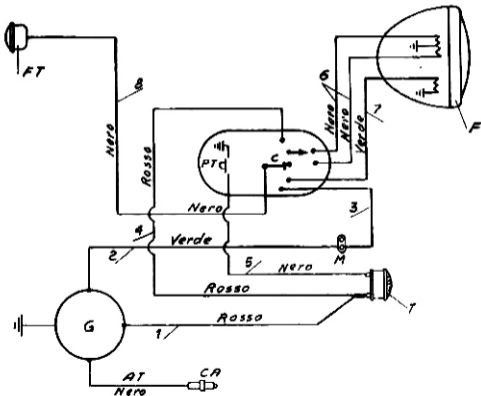 FT
8
Nero
Rosso
6
7
Nero
Nero
Verde
F
PT
C
Nero
4
3
2
Verde
M
5
Nero
Rosso
T
G
1
Rosso
AT
Nero
CA